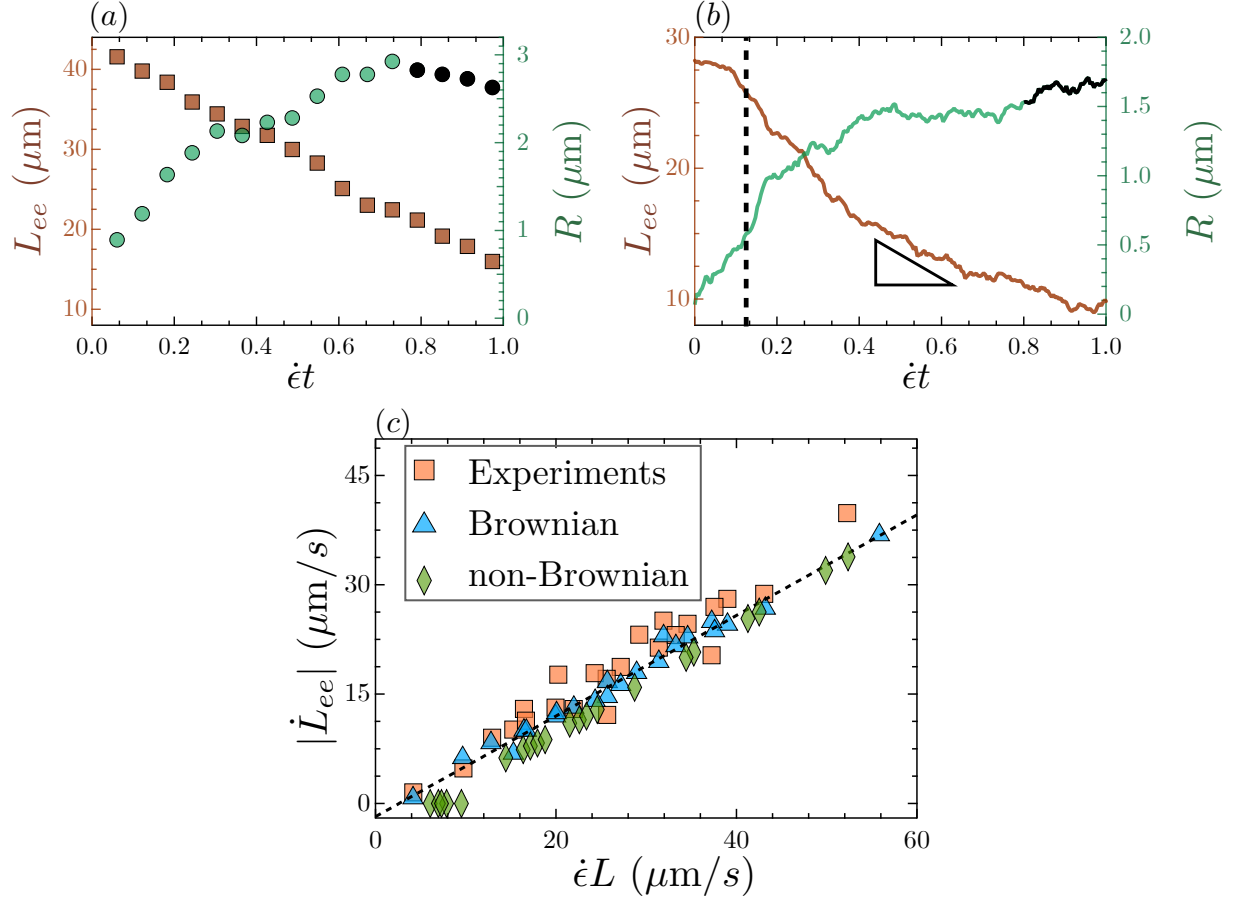 (a)
40
30
20
10
L_ee (μm)
3
2
1
0
R (μm)
0.0 0.2 0.4 0.6 0.8 1.0
ϵ̇t
(b)
30
20
10
L_ee (μm)
2.0
1.5
1.0
0.5
0
R (μm)
0 0.2 0.4 0.6 0.8 1.0
ϵ̇t
(c)
Experiments
Brownian
non-Brownian
45
30
15
0
|L̇_ee| (μm/s)
0 20 40 60
ϵ̇L (μm/s)